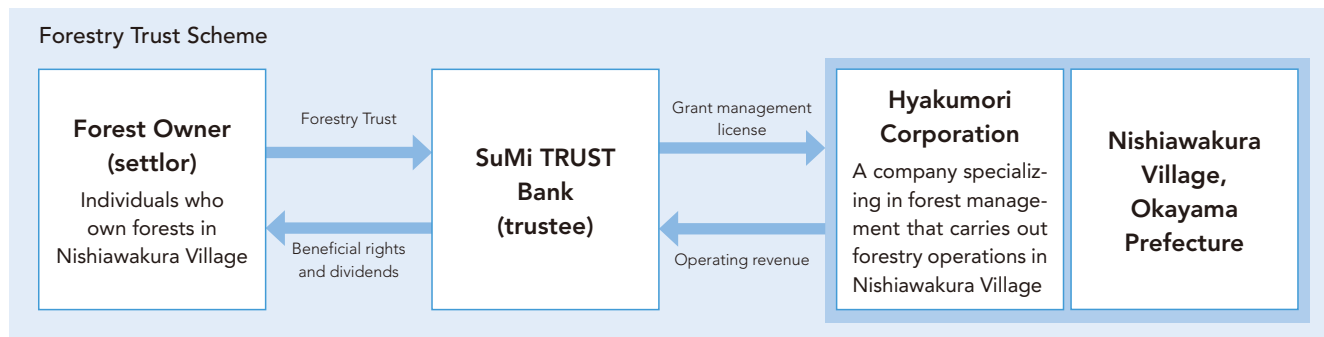 Forestry Trust Scheme
Forest Owner
(settlor)
Individuals who
own forests in
Nishiawakura Village
Forestry Trust
Beneficial rights
and dividends
SuMi TRUST
Bank
(trustee)
Grant management
license
Operating revenue
Hyakumori
Corporation
A company specializ-
ing in forest manage-
ment that carries out
forestry operations in
Nishiawakura Village
Nishiawakura
Village,
Okayama
Prefecture